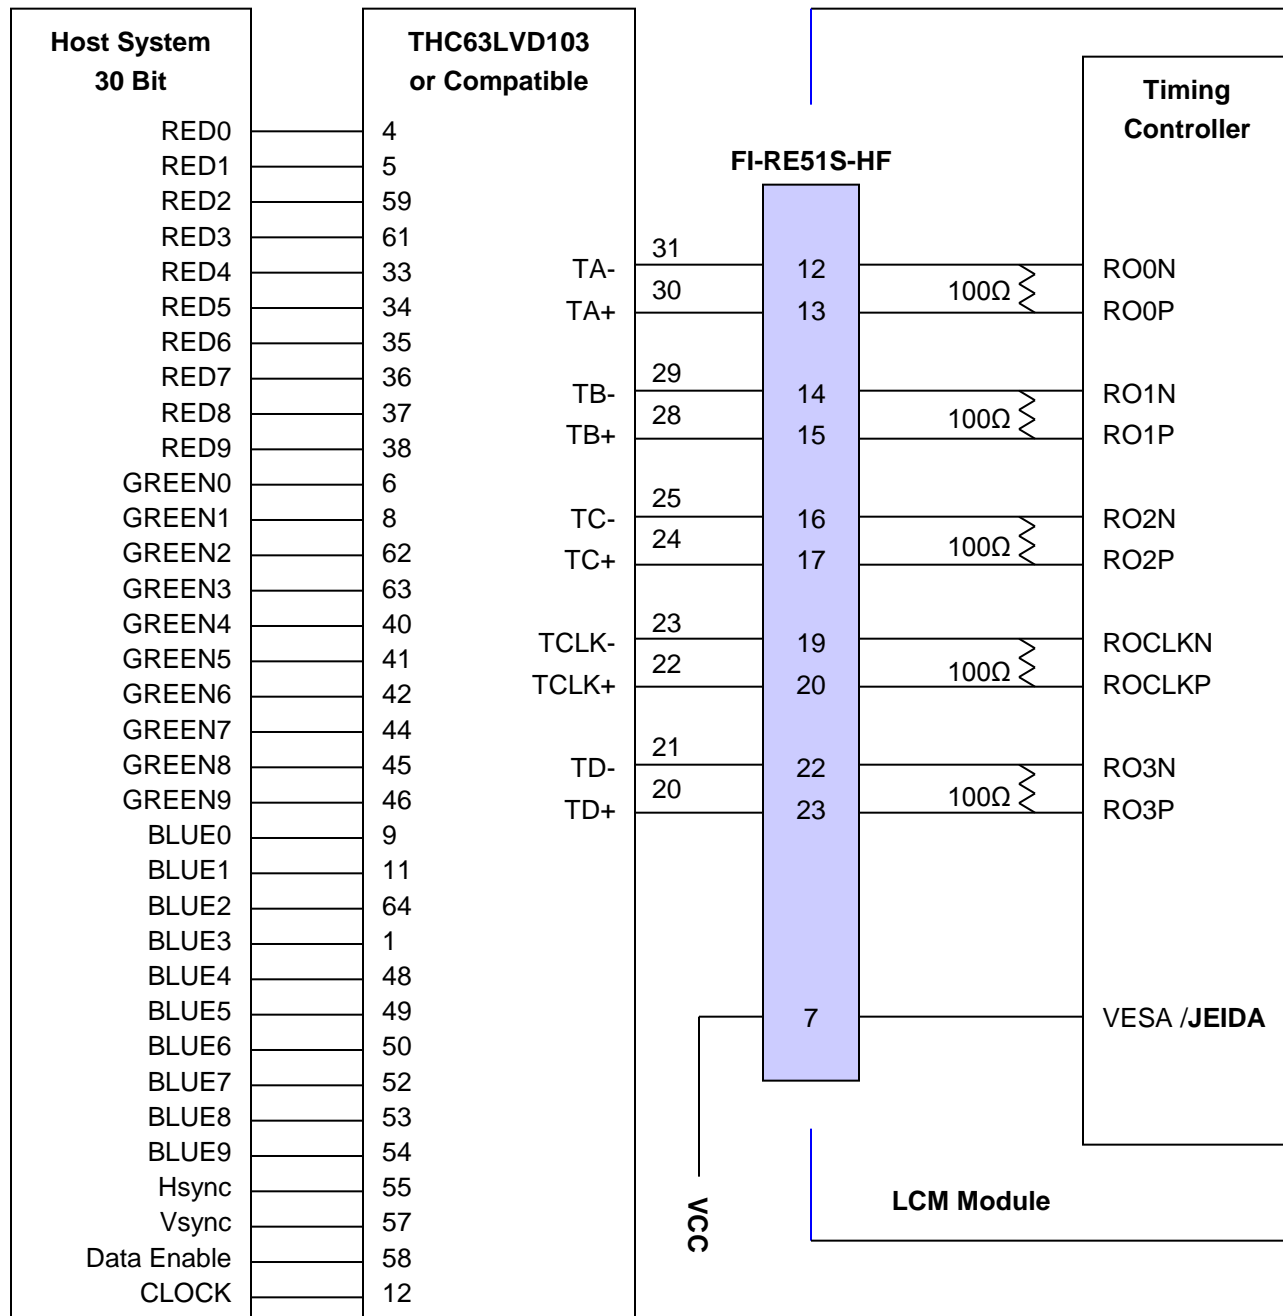 Host System
30 Bit
RED0
RED1
RED2
RED3
RED4
RED5
RED6
RED7
RED8
RED9
GREEN0
GREEN1
GREEN2
GREEN3
GREEN4
GREEN5
GREEN6
GREEN7
GREEN8
GREEN9
BLUE0
BLUE1
BLUE2
BLUE3
BLUE4
BLUE5
BLUE6
BLUE7
BLUE8
BLUE9
Hsync
Vsync
Data Enable
CLOCK
THC63LVD103
or Compatible
4
5
59
61
33
34
35
36
37
38
6
8
62
63
40
41
42
44
45
46
9
11
64
1
48
49
50
52
53
54
55
57
58
12
TA-
TA+
TB-
TB+
TC-
TC+
TCLK-
TCLK+
TD-
TD+
31
30
29
28
25
24
23
22
21
20
FI-RE51S-HF
12
13
14
15
16
17
19
20
22
23
7
VCC
100Ω
100Ω
100Ω
100Ω
100Ω
Timing
Controller
RO0N
RO0P
RO1N
RO1P
RO2N
RO2P
ROCLKN
ROCLKP
RO3N
RO3P
VESA /JEIDA
LCM Module